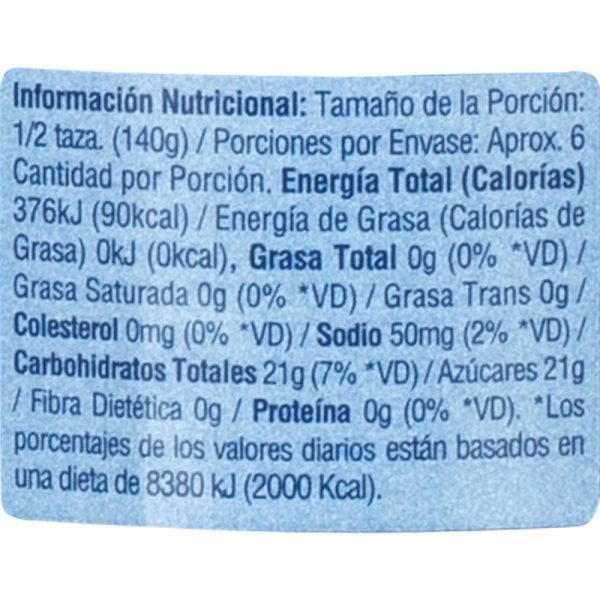 Información Nutricional: Tamaño de la Porción:
1/2 taza. (140g) / Porciones por Envase: Aprox. 6
Cantidad por Porción. Energía Total (Calorías)
376kJ (90kcal) / Energía de Grasa (Calorías de
Grasa) 0kJ (0kcal), Grasa Total 0g (0% *VD) /
Grasa Saturada 0g (0% *VD) / Grasa Trans 0g /
Colesterol 0mg (0% *VD) / Sodio 50mg (2% *VD) /
Carbohidratos Totales 21g (7% *VD) / Azúcares 21g
/ Fibra Dietética 0g / Proteína 0g (0% *VD). *Los
porcentajes de los valores diarios están basados en
una dieta de 8380 kJ (2000 Kcal).